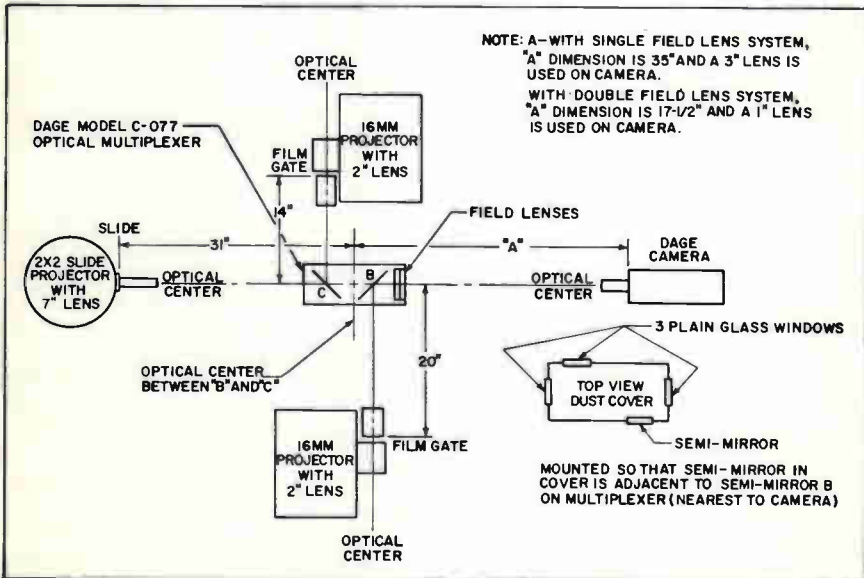 NOTE: A-WITH SINGLE FIELD LENS SYSTEM,
"A" DIMENSION IS 35" AND A 3" LENS IS
USED ON CAMERA.
WITH DOUBLE FIELD LENS SYSTEM,
"A" DIMENSION IS 17-1/2" AND A 1" LENS
IS USED ON CAMERA.
OPTICAL
CENTER
DAGE MODEL C-077
OPTICAL MULTIPLEXER
FILM
GATE
16MM
PROJECTOR
WITH
2" LENS
14"
FIELD LENSES
SLIDE
31"
"A"
DAGE
CAMERA
2X2 SLIDE
PROJECTOR
WITH
7" LENS
OPTICAL
CENTER
C
B
OPTICAL
CENTER
3 PLAIN GLASS WINDOWS
OPTICAL CENTER
BETWEEN "B" AND "C"
20"
TOP VIEW
DUST COVER
16MM
PROJECTOR
WITH
2" LENS
FILM GATE
SEMI-MIRROR
MOUNTED SO THAT SEMI-MIRROR IN
COVER IS ADJACENT TO SEMI-MIRROR B
ON MULTIPLEXER (NEAREST TO CAMERA)
OPTICAL
CENTER